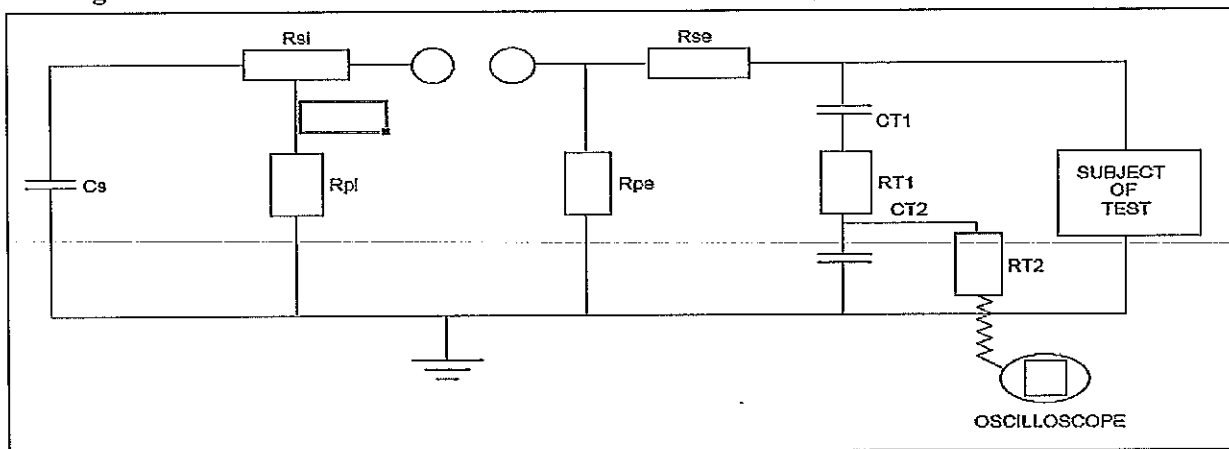 Rsi
Rse
CT1
Cs
Rpi
Rpe
RT1
SUBJECT
OF
TEST
CT2
RT2
OSCILLOSCOPE